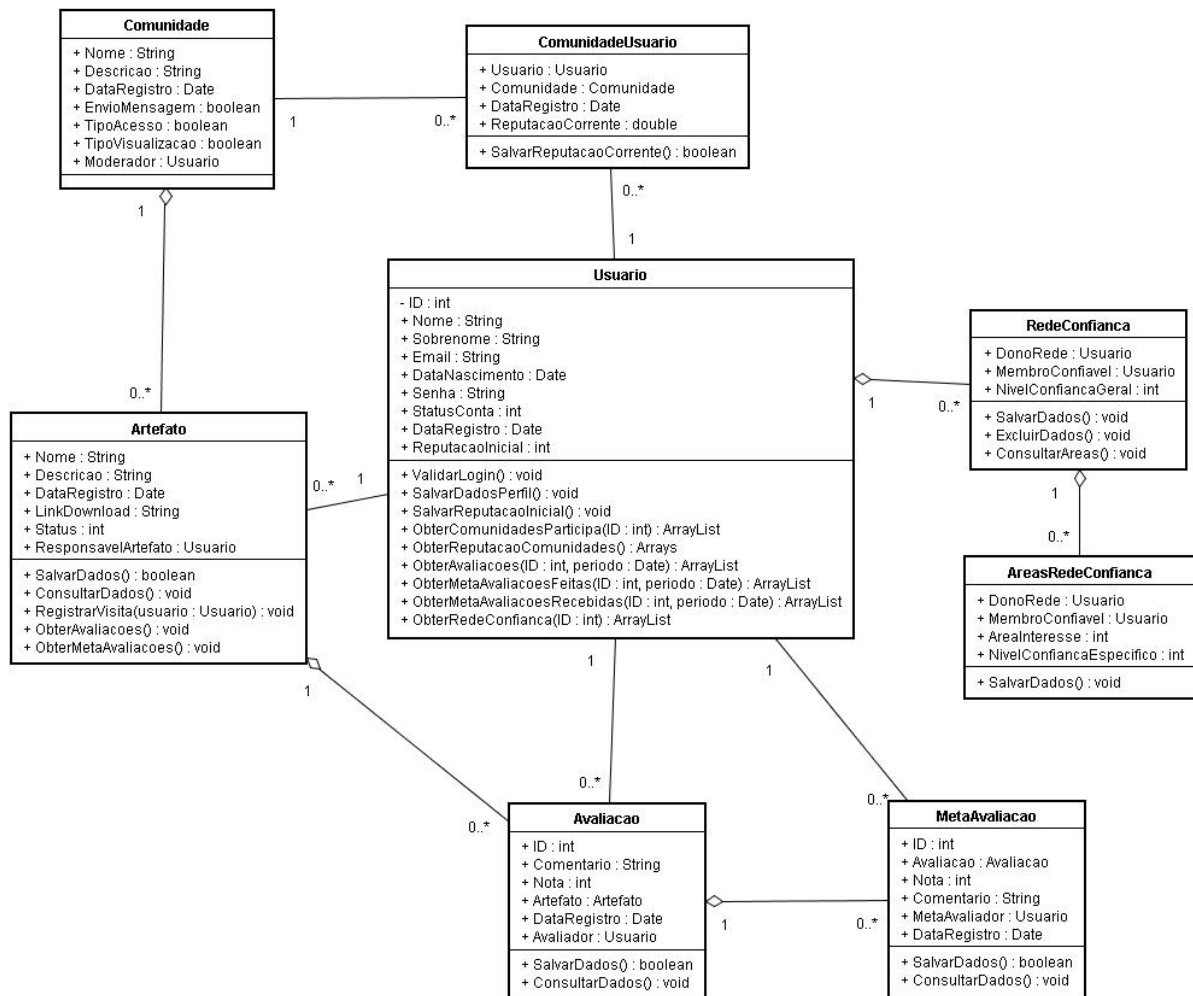 Comunidade
+ Nome : String
+ Descricao : String
+ DataRegistro : Date
+ EnvioMensagem : boolean
+ TipoAcesso : boolean
+ TipoVisualizacao : boolean
+ Moderador : Usuario
1
0..*
ComunidadeUsuario
+ Usuario : Usuario
+ Comunidade : Comunidade
+ DataRegistro : Date
+ ReputacaoCorrente : double
+ SalvarReputacaoCorrente() : boolean
0..*
1
1
0..*
Usuario
- ID : int
+ Nome : String
+ Sobrenome : String
+ Email : String
+ DataNascimento : Date
+ Senha : String
+ StatusConta : int
+ DataRegistro : Date
+ ReputacaoInicial : int
+ ValidarLogin() : void
+ SalvarDadosPerfil() : void
+ SalvarReputacaoInicial() : void
+ ObterComunidadesParticipa(ID : int) : ArrayList
+ ObterReputacaoComunidades() : Arrays
+ ObterAvaliacoes(ID : int, periodo : Date) : ArrayList
+ ObterMetaAvaliacoesFeitas(ID : int, periodo : Date) : ArrayList
+ ObterMetaAvaliacoesRecebidas(ID : int, periodo : Date) : ArrayList
+ ObterRedeConfianca(ID : int) : ArrayList
1
0..*
RedeConfianca
+ DonoRede : Usuario
+ MembroConfiavel : Usuario
+ NivelConfiancaGeral : int
+ SalvarDados() : void
+ ExcluirDados() : void
+ ConsultarAreas() : void
1
0..*
AreasRedeConfianca
+ DonoRede : Usuario
+ MembroConfiavel : Usuario
+ AreaInteresse : int
+ NivelConfiancaEspecifico : int
+ SalvarDados() : void
Artefato
+ Nome : String
+ Descricao : String
+ DataRegistro : Date
+ LinkDownload : String
+ Status : int
+ ResponsavelArtefato : Usuario
+ SalvarDados() : boolean
+ ConsultarDados() : void
+ RegistrarVisita(usuario : Usuario) : void
+ ObterAvaliacoes() : void
+ ObterMetaAvaliacoes() : void
0..*
1
1
0..*
1
0..*
1
0..*
Avaliacao
+ ID : int
+ Comentario : String
+ Nota : int
+ Artefato : Artefato
+ DataRegistro : Date
+ Avaliador : Usuario
+ SalvarDados() : boolean
+ ConsultarDados() : void
1
0..*
MetaAvaliacao
+ ID : int
+ Avaliacao : Avaliacao
+ Nota : int
+ Comentario : String
+ MetaAvaliador : Usuario
+ DataRegistro : Date
+ SalvarDados() : boolean
+ ConsultarDados() : void